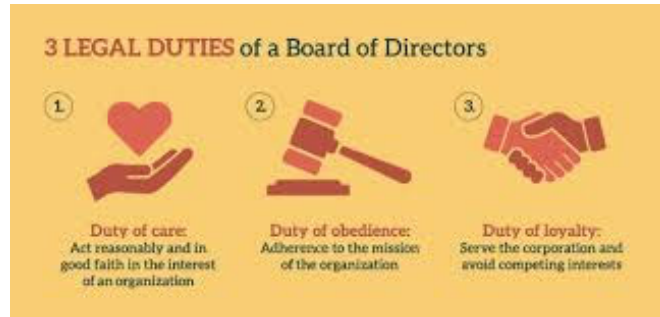 3 LEGAL DUTIES of a Board of Directors
1.
Duty of care:
Act reasonably and in
good faith in the interest
of an organization
2.
Duty of obedience:
Adherence to the mission
of the organization
3.
Duty of loyalty:
Serve the corporation and
avoid competing interests